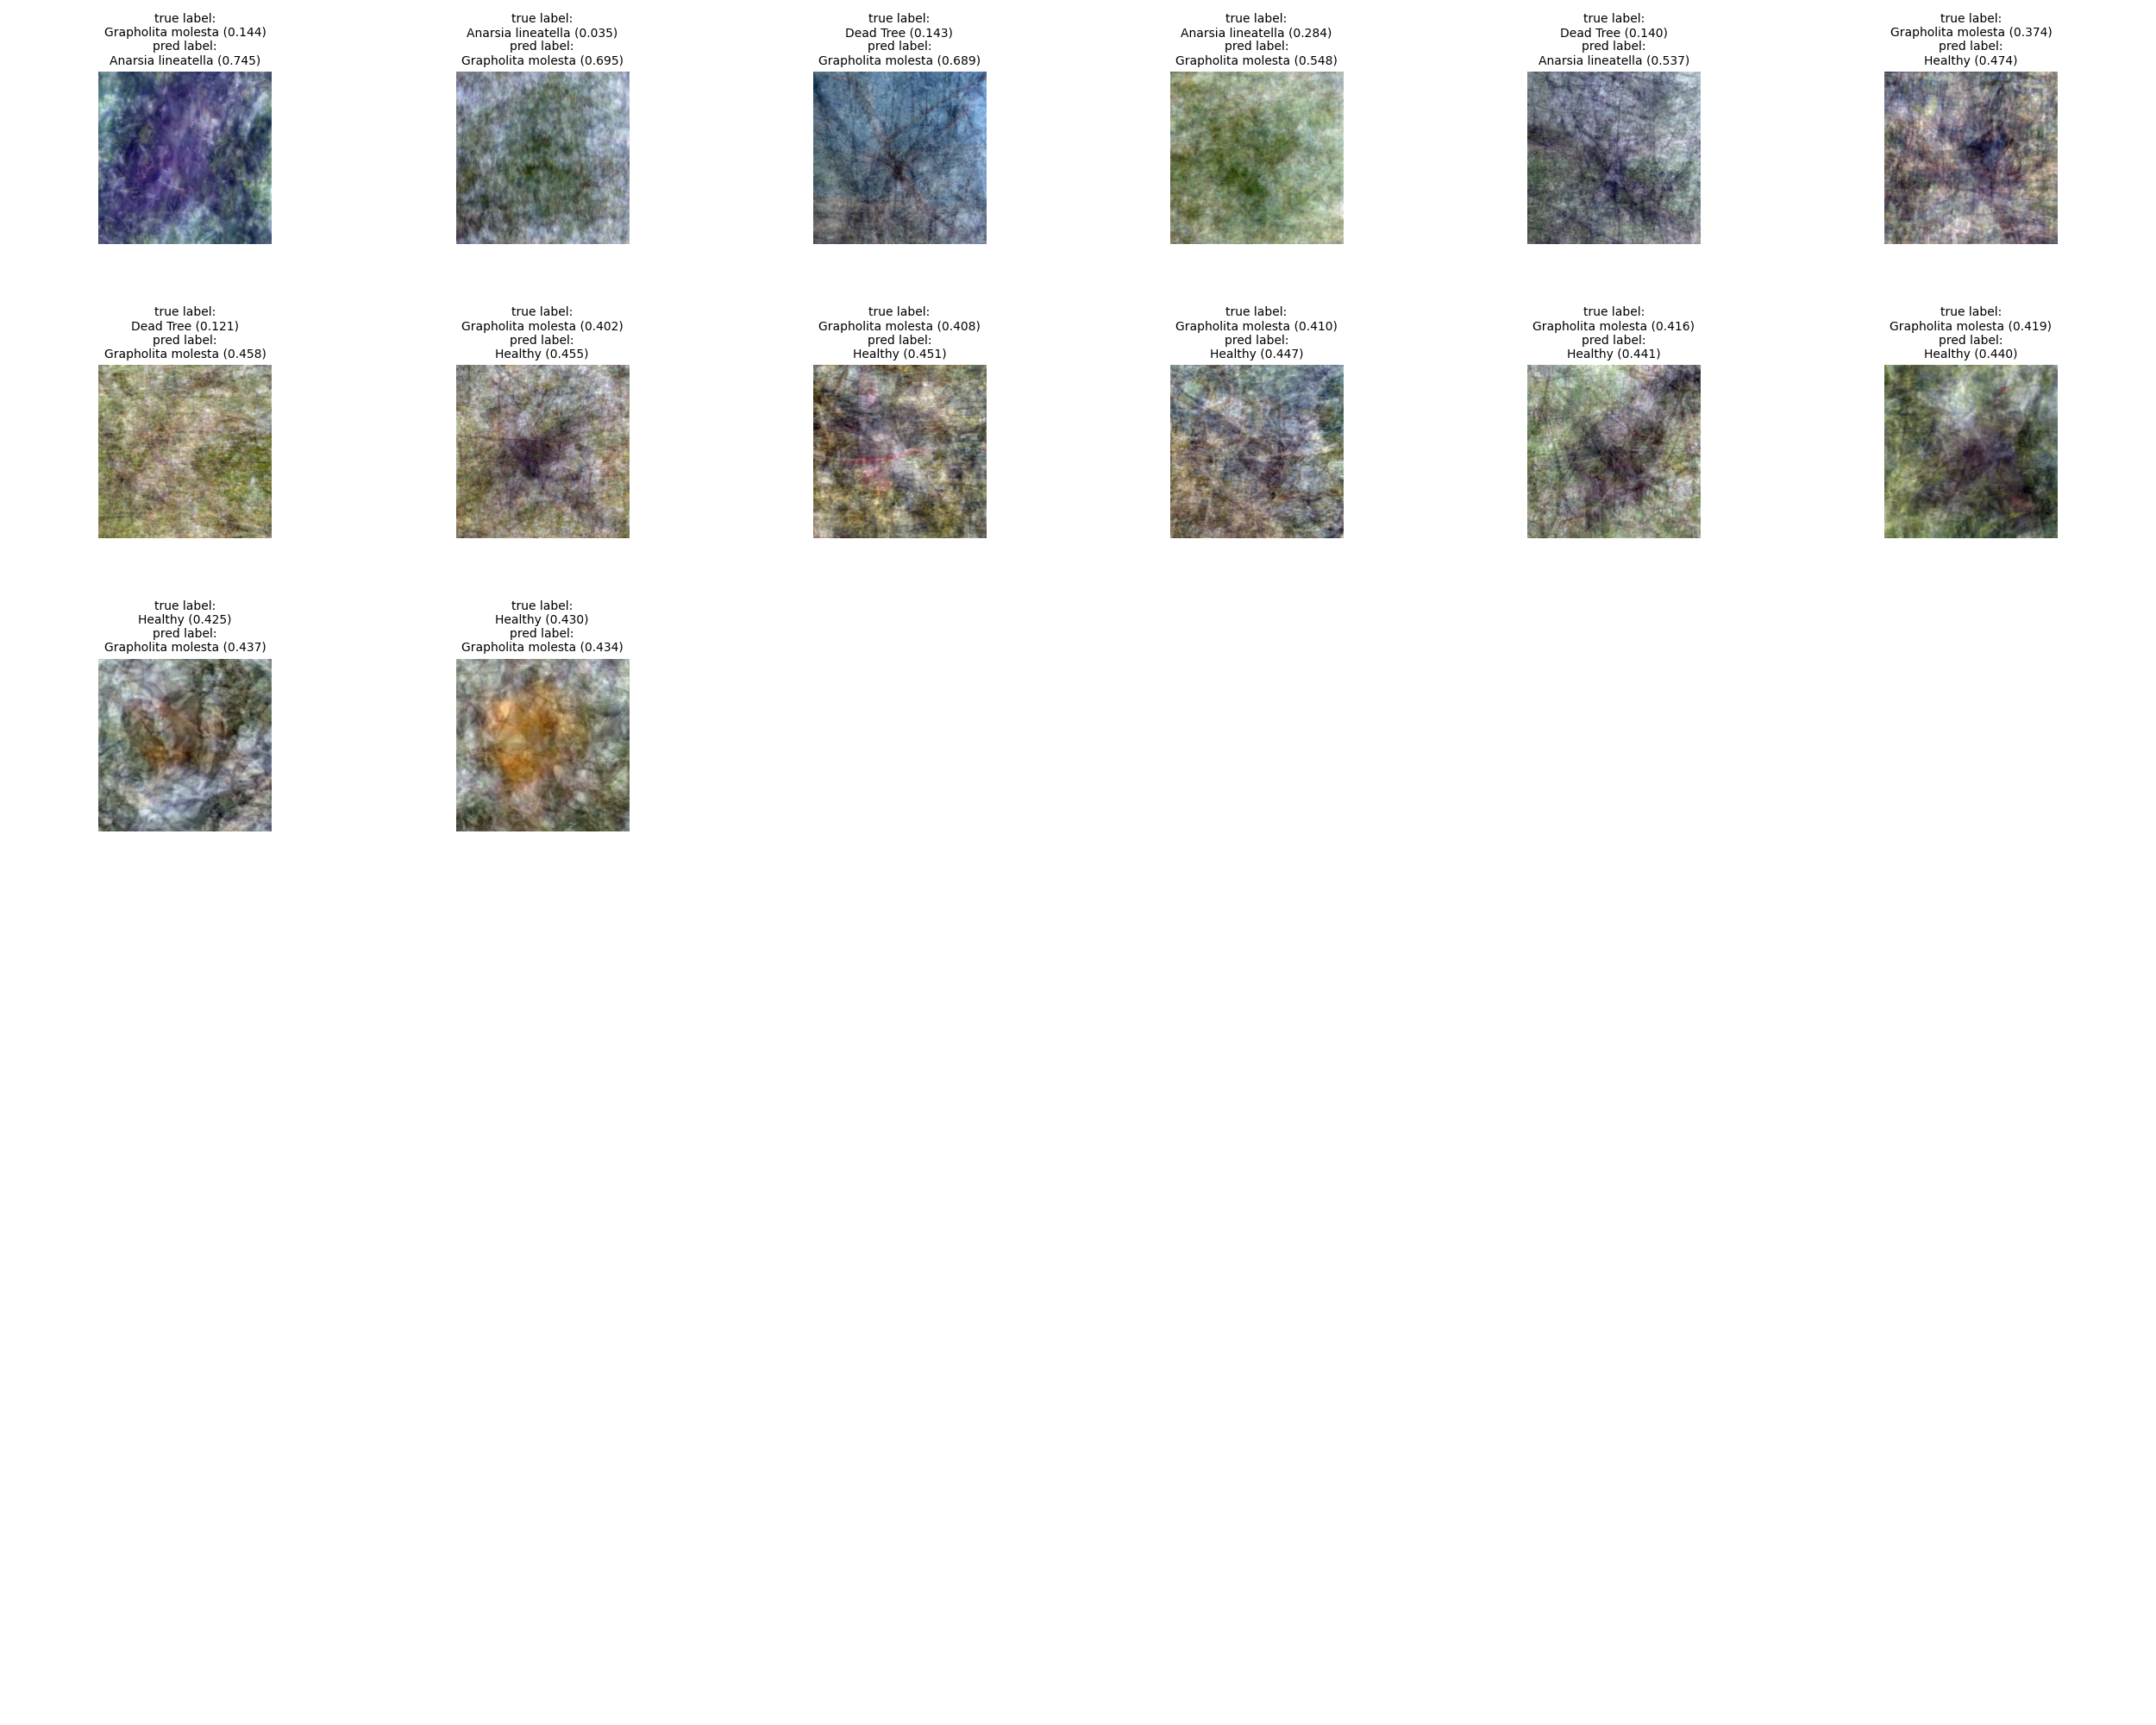 true label:
Grapholita molesta (0.144)
pred label:
Anarsia lineatella (0.745)
true label:
Anarsia lineatella (0.035)
pred label:
Grapholita molesta (0.695)
true label:
Dead Tree (0.143)
pred label:
Grapholita molesta (0.689)
true label:
Anarsia lineatella (0.284)
pred label:
Grapholita molesta (0.548)
true label:
Dead Tree (0.140)
pred label:
Anarsia lineatella (0.537)
true label:
Grapholita molesta (0.374)
pred label:
Healthy (0.474)
true label:
Dead Tree (0.121)
pred label:
Grapholita molesta (0.458)
true label:
Grapholita molesta (0.402)
pred label:
Healthy (0.455)
true label:
Grapholita molesta (0.408)
pred label:
Healthy (0.451)
true label:
Grapholita molesta (0.410)
pred label:
Healthy (0.447)
true label:
Grapholita molesta (0.416)
pred label:
Healthy (0.441)
true label:
Grapholita molesta (0.419)
pred label:
Healthy (0.440)
true label:
Healthy (0.425)
pred label:
Grapholita molesta (0.437)
true label:
Healthy (0.430)
pred label:
Grapholita molesta (0.434)